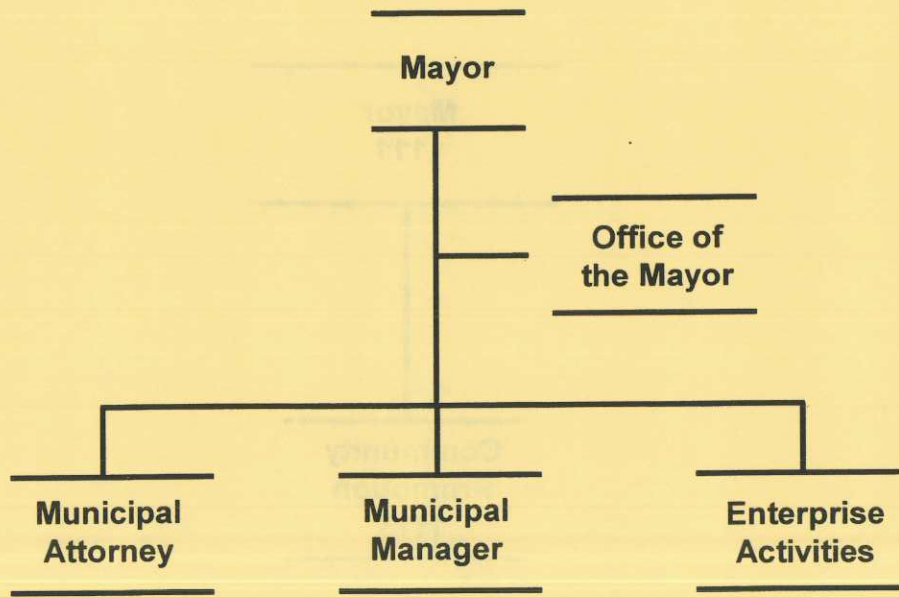 Mayor
Office of
the Mayor
Municipal
Attorney
Municipal
Manager
Enterprise
Activities